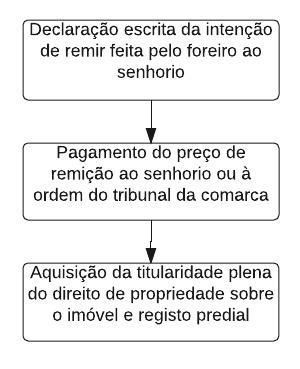 Declaração escrita da intenção
de remir feita pelo foreiro ao
senhorio
Pagamento do preço de
remição ao senhorio ou à
ordem do tribunal da comarca
Aquisição da titularidade plena
do direito de propriedade sobre
o imóvel e registo predial